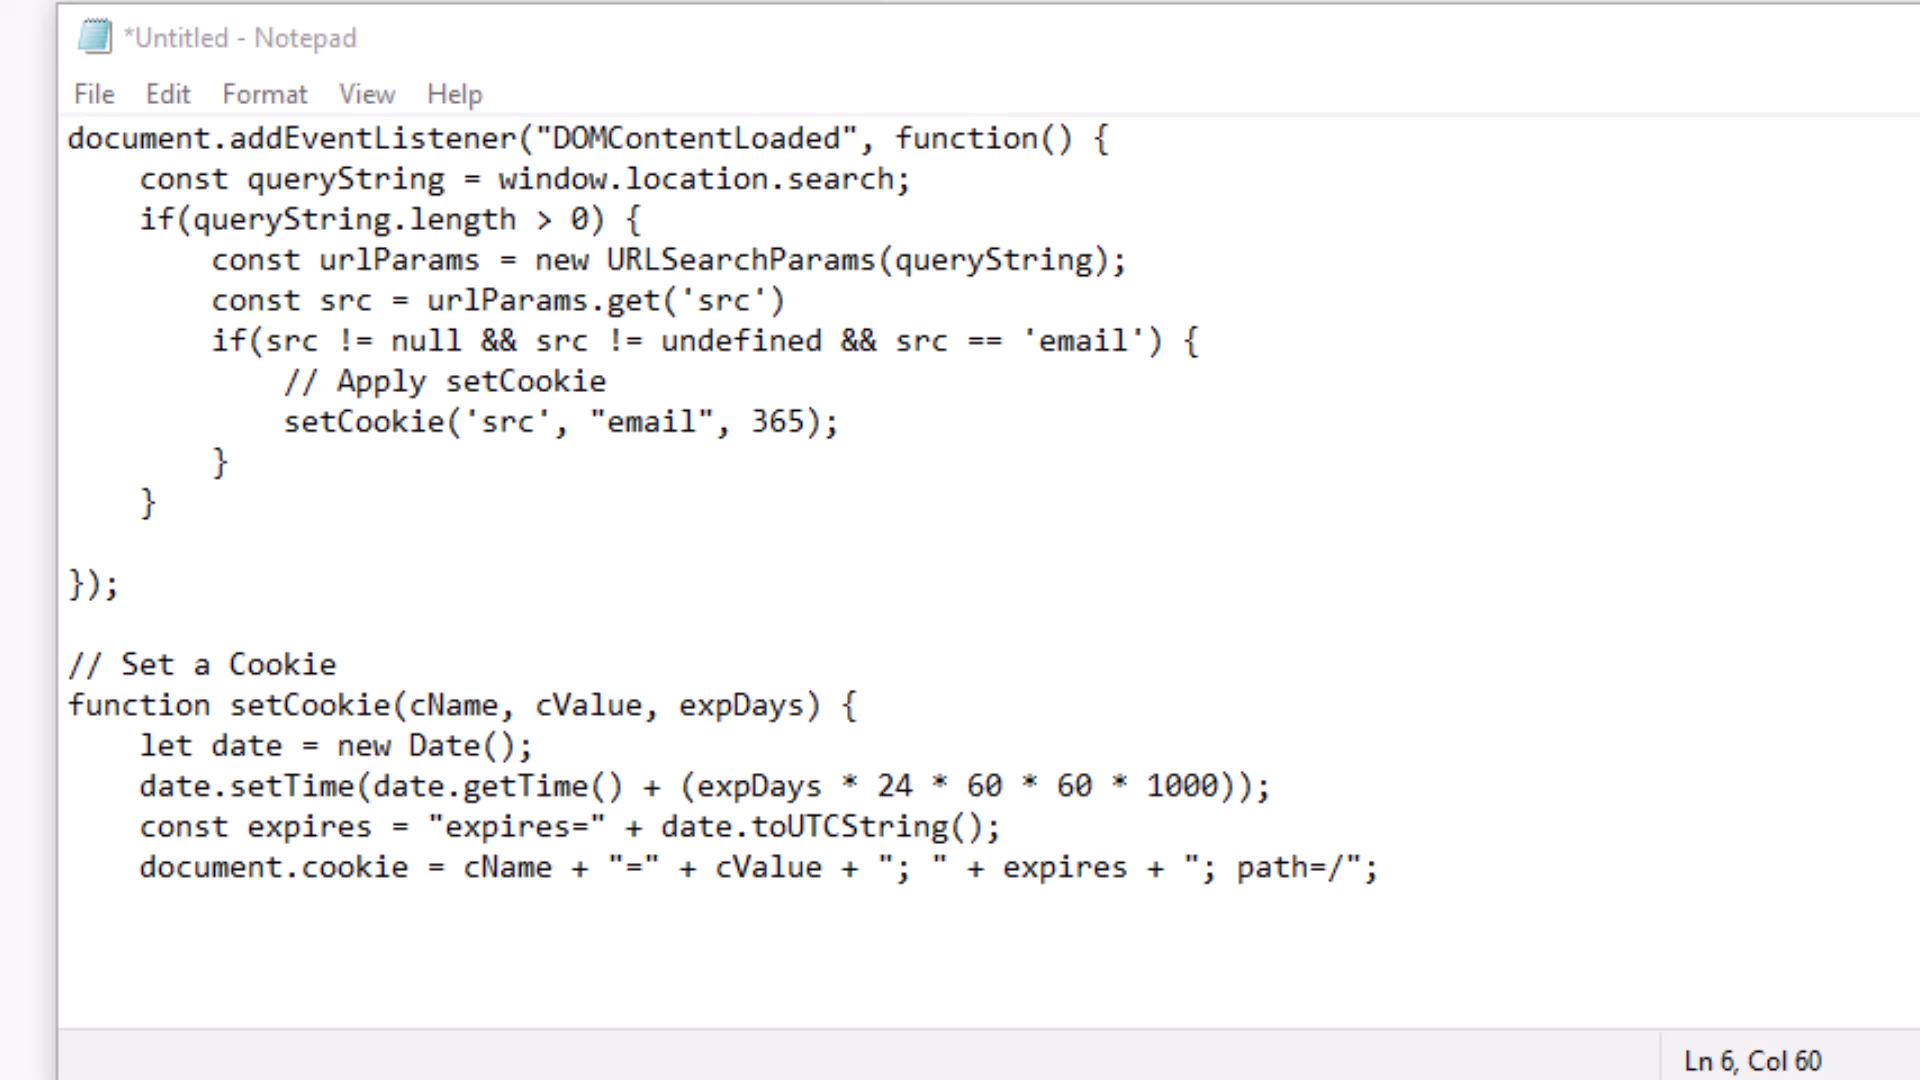 *Untitled - Notepad
File Edit Format View Help
document.addEventListener("DOMContentLoaded", function() {
    const queryString = window.location.search;
    if(queryString.length > 0) {
        const urlParams = new URLSearchParams(queryString);
        const src = urlParams.get('src')
        if(src != null && src != undefined && src == 'email') {
            // Apply setCookie
            setCookie('src', "email", 365);
        }
    }

});

// Set a Cookie
function setCookie(cName, cValue, expDays) {
    let date = new Date();
    date.setTime(date.getTime() + (expDays * 24 * 60 * 60 * 1000));
    const expires = "expires=" + date.toUTCString();
    document.cookie = cName + "=" + cValue + "; " + expires + "; path=/";
Ln 6, Col 60